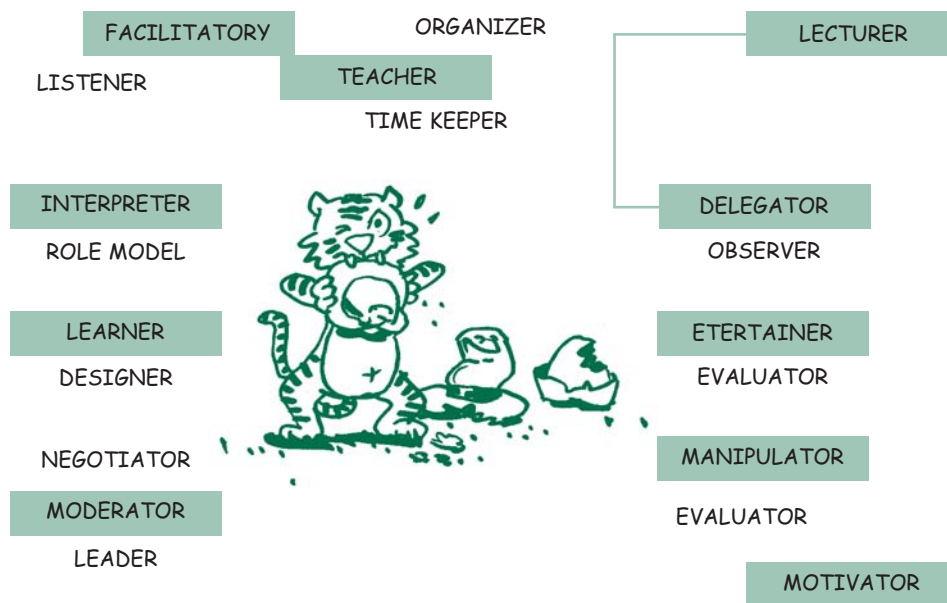 FACILITATORY
ORGANIZER
LECTURER
LISTENER
TEACHER
TIME KEEPER
INTERPRETER
DELEGATOR
ROLE MODEL
OBSERVER
LEARNER
ETERTAINER
DESIGNER
EVALUATOR
NEGOTIATOR
MANIPULATOR
MODERATOR
EVALUATOR
LEADER
MOTIVATOR